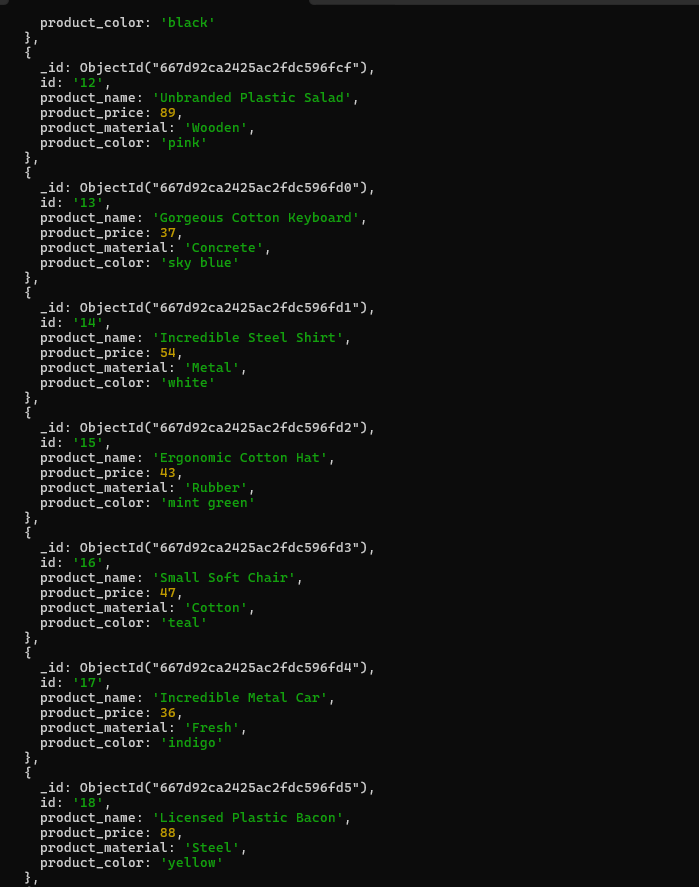 product_color: 'black'
},
{
_id: ObjectId("667d92ca2425ac2fdc596fcf"),
id: '12',
product_name: 'Unbranded Plastic Salad',
product_price: 89,
product_material: 'Wooden',
product_color: 'pink'
},
{
_id: ObjectId("667d92ca2425ac2fdc596fd0"),
id: '13',
product_name: 'Gorgeous Cotton Keyboard',
product_price: 37,
product_material: 'Concrete',
product_color: 'sky blue'
},
{
_id: ObjectId("667d92ca2425ac2fdc596fd1"),
id: '14',
product_name: 'Incredible Steel Shirt',
product_price: 54,
product_material: 'Metal',
product_color: 'white'
},
{
_id: ObjectId("667d92ca2425ac2fdc596fd2"),
id: '15',
product_name: 'Ergonomic Cotton Hat',
product_price: 43,
product_material: 'Rubber',
product_color: 'mint green'
},
{
_id: ObjectId("667d92ca2425ac2fdc596fd3"),
id: '16',
product_name: 'Small Soft Chair',
product_price: 47,
product_material: 'Cotton',
product_color: 'teal'
},
{
_id: ObjectId("667d92ca2425ac2fdc596fd4"),
id: '17',
product_name: 'Incredible Metal Car',
product_price: 36,
product_material: 'Fresh',
product_color: 'indigo'
},
{
_id: ObjectId("667d92ca2425ac2fdc596fd5"),
id: '18',
product_name: 'Licensed Plastic Bacon',
product_price: 88,
product_material: 'Steel',
product_color: 'yellow'
},